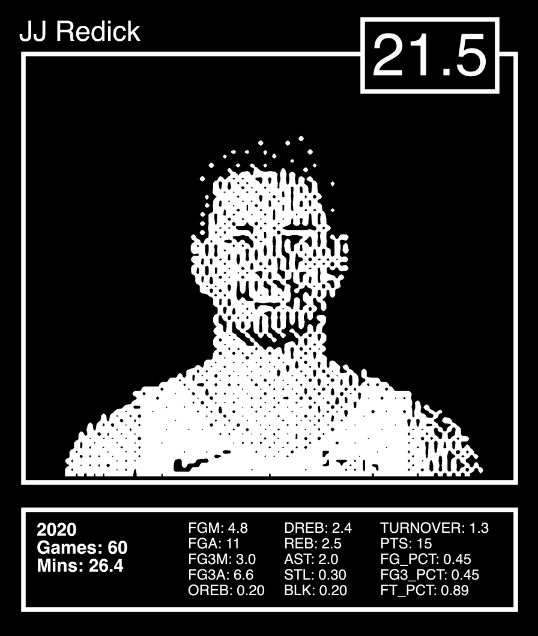 JJ Redick
21.5
2020
Games: 60
Mins: 26.4
FGM: 4.8
FGA: 11
FG3M: 3.0
FG3A: 6.6
OREB: 0.20
DREB: 2.4
REB: 2.5
AST: 2.0
STL: 0.30
BLK: 0.20
TURNOVER: 1.3
PTS: 15
FG_PCT: 0.45
FG3_PCT: 0.45
FT_PCT: 0.89